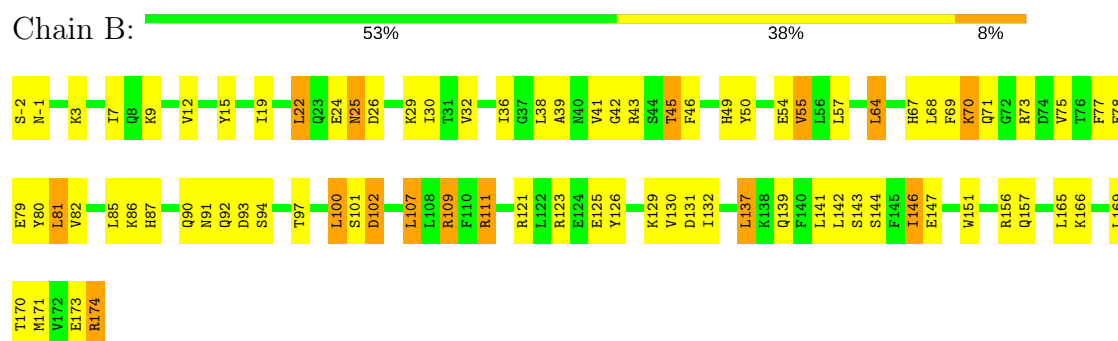 Chain B:
53% 38% 8%
S-2 N-1 K3 I7 Q8 K9 V12 Y15 I19 L22 Q23 E24 N25 D26 K29 I30 T31 V32 I36 G37 L38 A39 N40 V41 G42 R43 S44 T45 F46 H49 Y50 E54 V55 L56 L57 L64 H67 L68 F69 K70 Q71 G72 R73 D74 V75 T76 F77
E79 Y80 L81 V82 L85 K86 H87 Q90 N91 Q92 D93 S94 T97 L100 S101 D102 L107 L108 R109 F110 R111 R121 L122 R123 E124 E125 Y126 K129 V130 D131 I132 L137 K138 Q139 F140 L141 L142 S143 S144 F145 I146 E147 W151 R156 Q157 L165 K166
T170 M171 V172 E173 R174